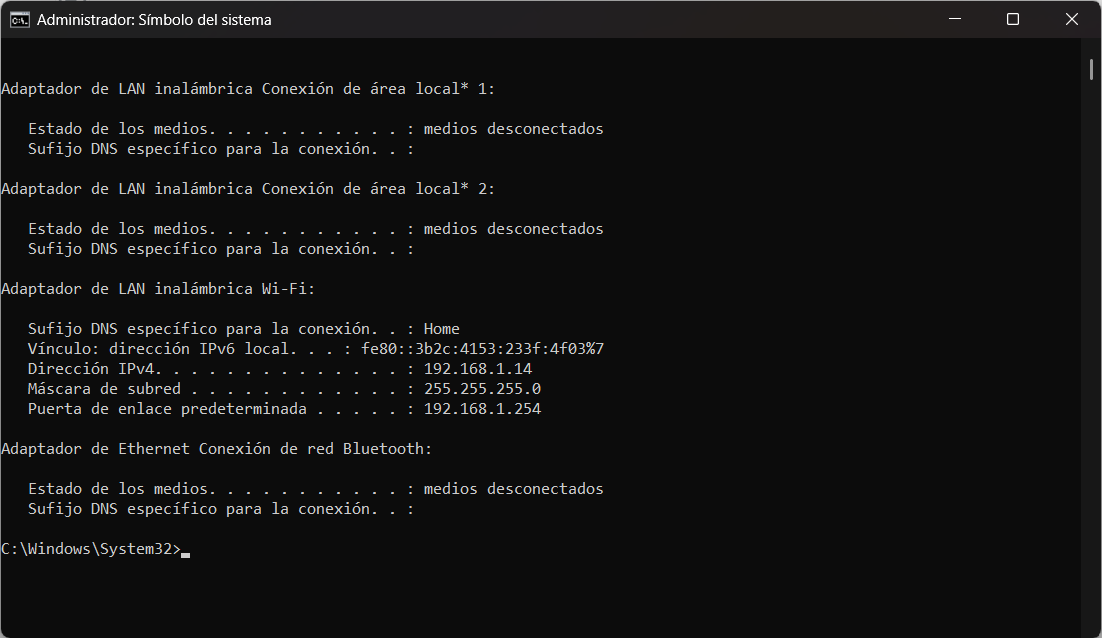 Administrador: Símbolo del sistema
Adaptador de LAN inalámbrica Conexión de área local* 1:
Estado de los medios. . . . . . . . . . . : medios desconectados
Sufijo DNS específico para la conexión. . :
Adaptador de LAN inalámbrica Conexión de área local* 2:
Estado de los medios. . . . . . . . . . . : medios desconectados
Sufijo DNS específico para la conexión. . :
Adaptador de LAN inalámbrica Wi-Fi:
Sufijo DNS específico para la conexión. . : Home
Vínculo: dirección IPv6 local. . . : fe80::3b2c:4153:233f:4f03%7
Dirección IPv4. . . . . . . . . . . . . . : 192.168.1.14
Máscara de subred . . . . . . . . . . . . : 255.255.255.0
Puerta de enlace predeterminada . . . . . : 192.168.1.254
Adaptador de Ethernet Conexión de red Bluetooth:
Estado de los medios. . . . . . . . . . . : medios desconectados
Sufijo DNS específico para la conexión. . :
C:\Windows\System32>